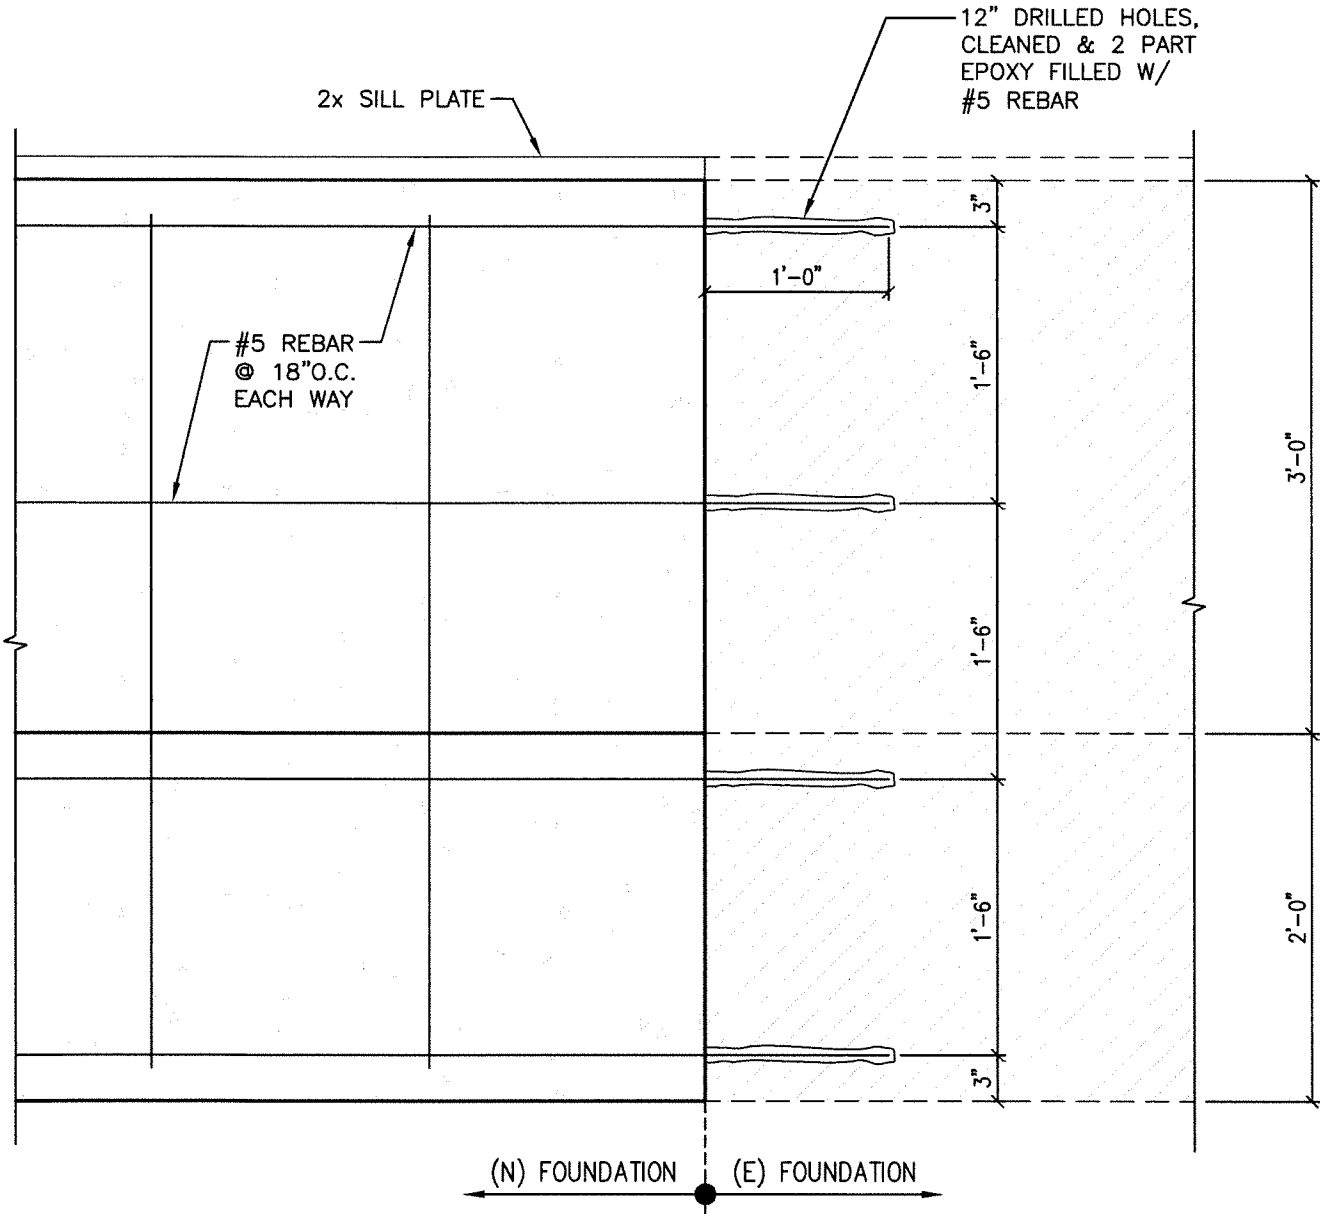 12" DRILLED HOLES,
CLEANED & 2 PART
EPOXY FILLED W/
#5 REBAR
2x SILL PLATE
3"
1'-0"
#5 REBAR
@ 18"O.C.
EACH WAY
1'-6"
3'-0"
1'-6"
1'-6"
2'-0"
3"
(N) FOUNDATION
(E) FOUNDATION